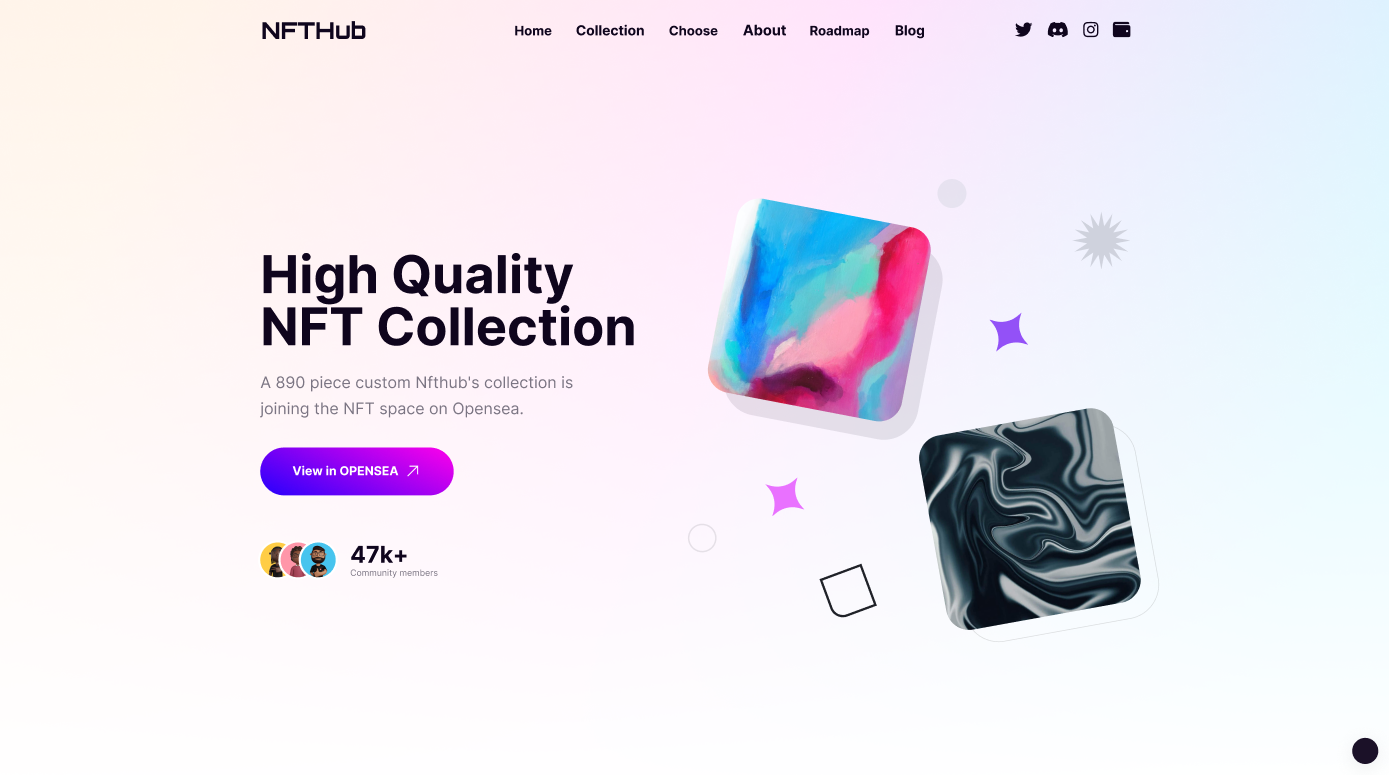 NFTHub
Home Collection Choose About Roadmap Blog
High Quality
NFT Collection
A 890 piece custom Nfthub's collection is
joining the NFT space on Opensea.
View in OPENSEA
47k+
Community members